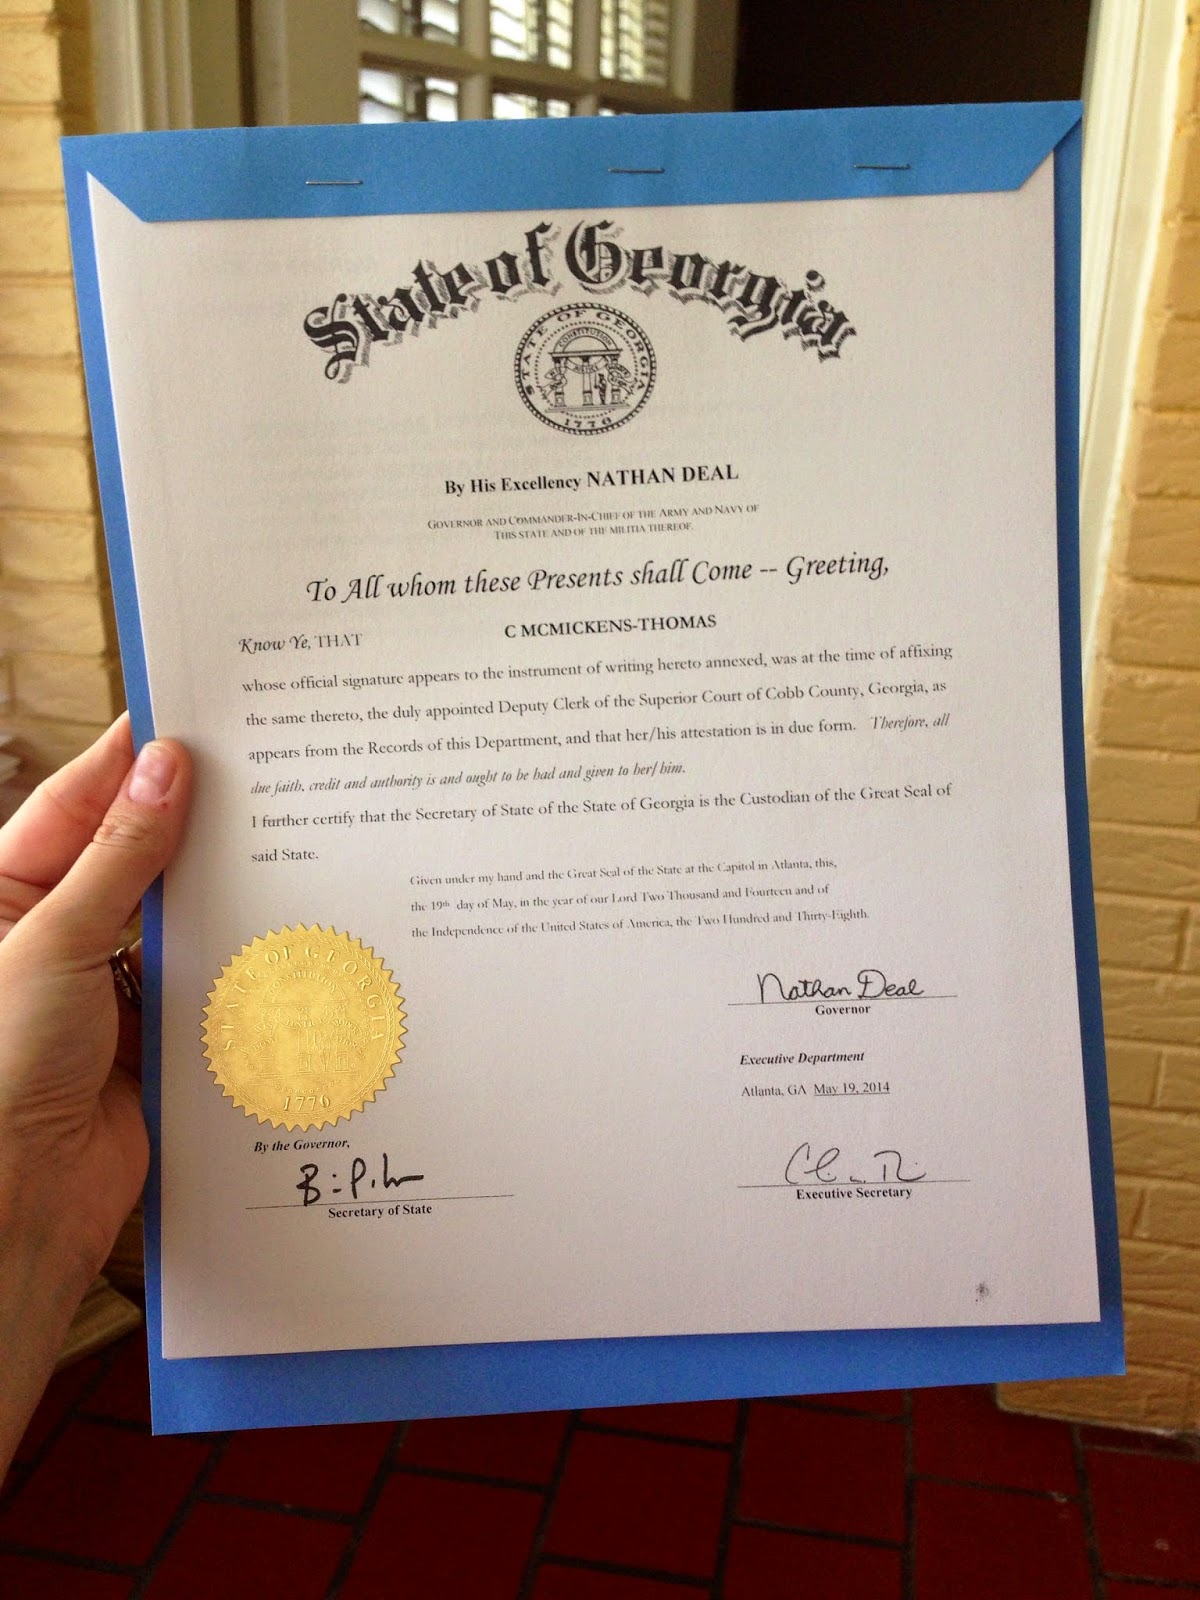 State of Georgia
STATE OF GEORGIA
CONSTITUTION
1776
By His Excellency NATHAN DEAL
GOVERNOR AND COMMANDER-IN-CHIEF OF THE ARMY AND NAVY OF
THIS STATE AND OF THE MILITIA THEREOF.
To All whom these Presents shall Come -- Greeting,
Know Ye, THAT C MCMICKENS-THOMAS
whose official signature appears to the instrument of writing hereto annexed, was at the time of affixing
the same thereto, the duly appointed Deputy Clerk of the Superior Court of Cobb County, Georgia, as
appears from the Records of this Department, and that her/his attestation is in due form. Therefore, all
due faith, credit and authority is and ought to be had and given to her/him.
I further certify that the Secretary of State of the State of Georgia is the Custodian of the Great Seal of
said State.
Given under my hand and the Great Seal of the State at the Capitol in Atlanta, this,
the 19th day of May, in the year of our Lord Two Thousand and Fourteen and of
the Independence of the United States of America, the Two Hundred and Thirty-Eighth.
STATE OF GEORGIA
CONSTITUTION
1776
Nathan Deal
Governor
Executive Department
Atlanta, GA May 19, 2014
By the Governor,
Secretary of State
Executive Secretary